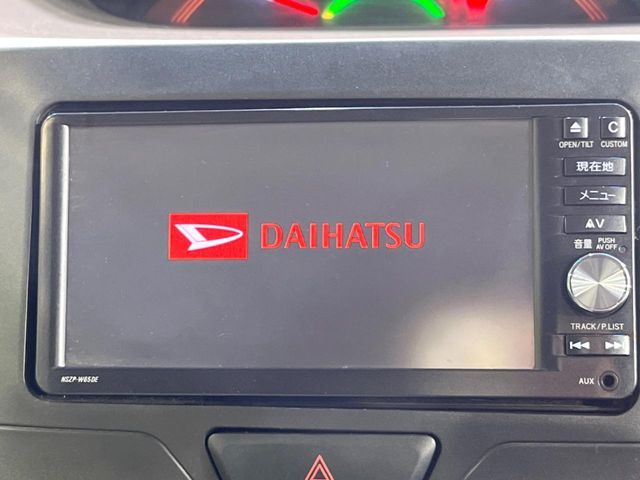 OPEN/TILT
C
CUSTOM
現在地
メニュー
AV
音量 PUSH AV OFF
DAIHATSU
TRACK/P.LIST
AUX
NSZP-W65DE